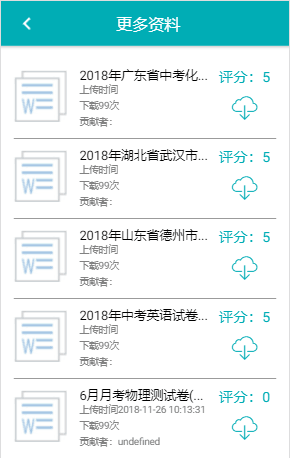 更多资料
2018年广东省中考化...
评分：5
上传时间
下载99次
贡献者：
2018年湖北省武汉市...
评分：5
上传时间
下载99次
贡献者：
2018年山东省德州市...
评分：5
上传时间
下载99次
贡献者：
2018年中考英语试卷...
评分：5
上传时间
下载99次
贡献者：
6月月考物理测试卷(...
评分：0
上传时间2018-11-26 10:13:31
下载99次
贡献者：undefined